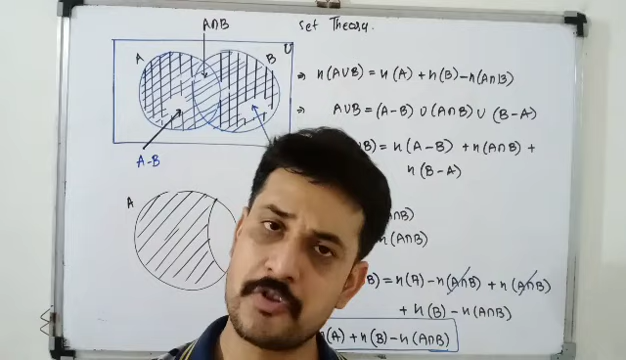 A∩B
Set Theory.
U
A
B
⇒ n(A∪B) = n(A) + n(B) - n(A∩B)
⇒ A∪B = (A-B) ∪ (A∩B) ∪ (B-A)
A-B
B) = n(A-B) + n(A∩B) +
n(B-A)
A
∩B)
(A∩B)
B) = n(A) - n(A∩B) + n(A∩B)
+ n(B) - n(A∩B)
(A) + n(B) - n(A∩B)